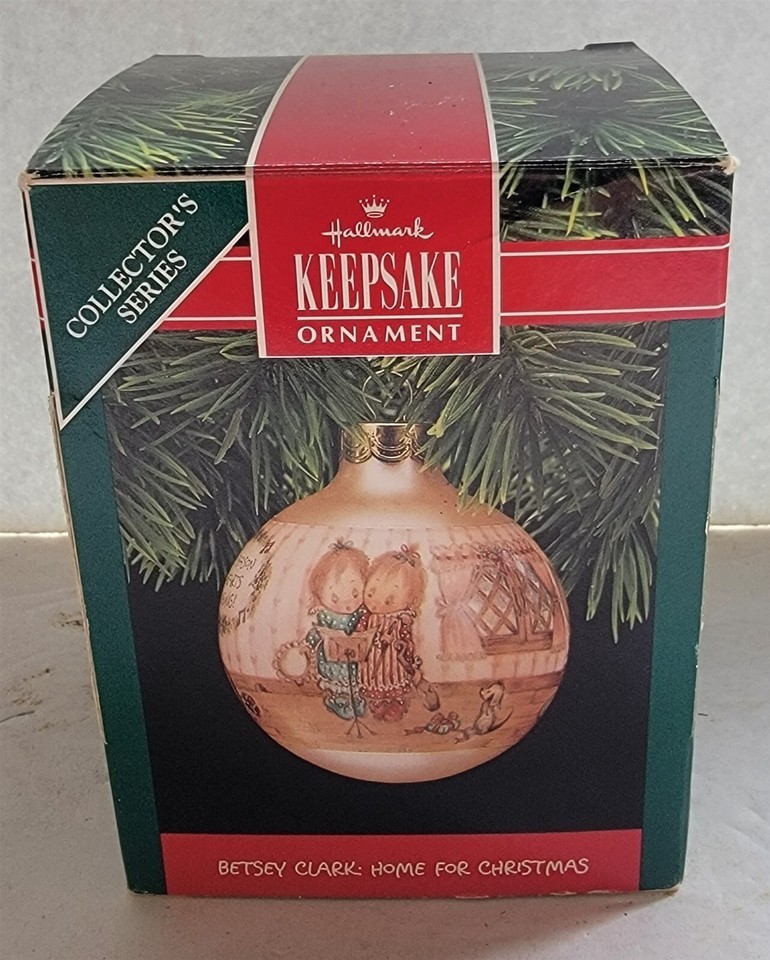 COLLECTOR'S
SERIES
Hallmark
KEEPSAKE
ORNAMENT
BETSEY CLARK: HOME FOR CHRISTMAS